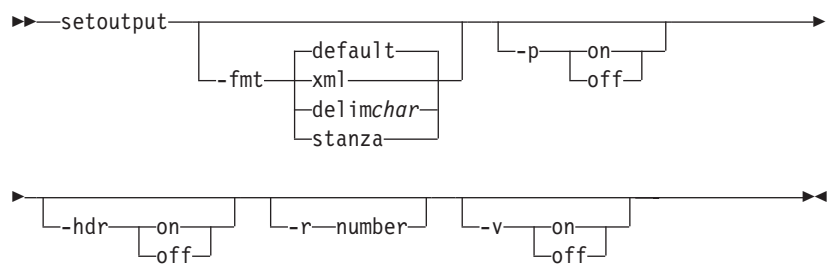 setoutput
-fmt default -p on
xml off
delimchar
stanza
-hdr on -r number -v on
off off